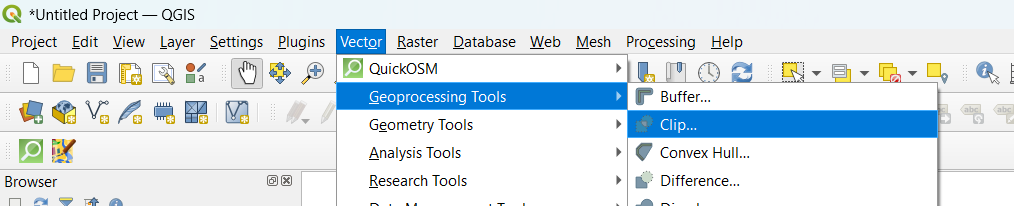 *Untitled Project — QGIS
Project Edit View Layer Settings Plugins Vector Raster Database Web Mesh Processing Help
QuickOSM
Geoprocessing Tools
Buffer...
Geometry Tools
Clip...
Analysis Tools
Convex Hull...
Browser
Research Tools
Difference...